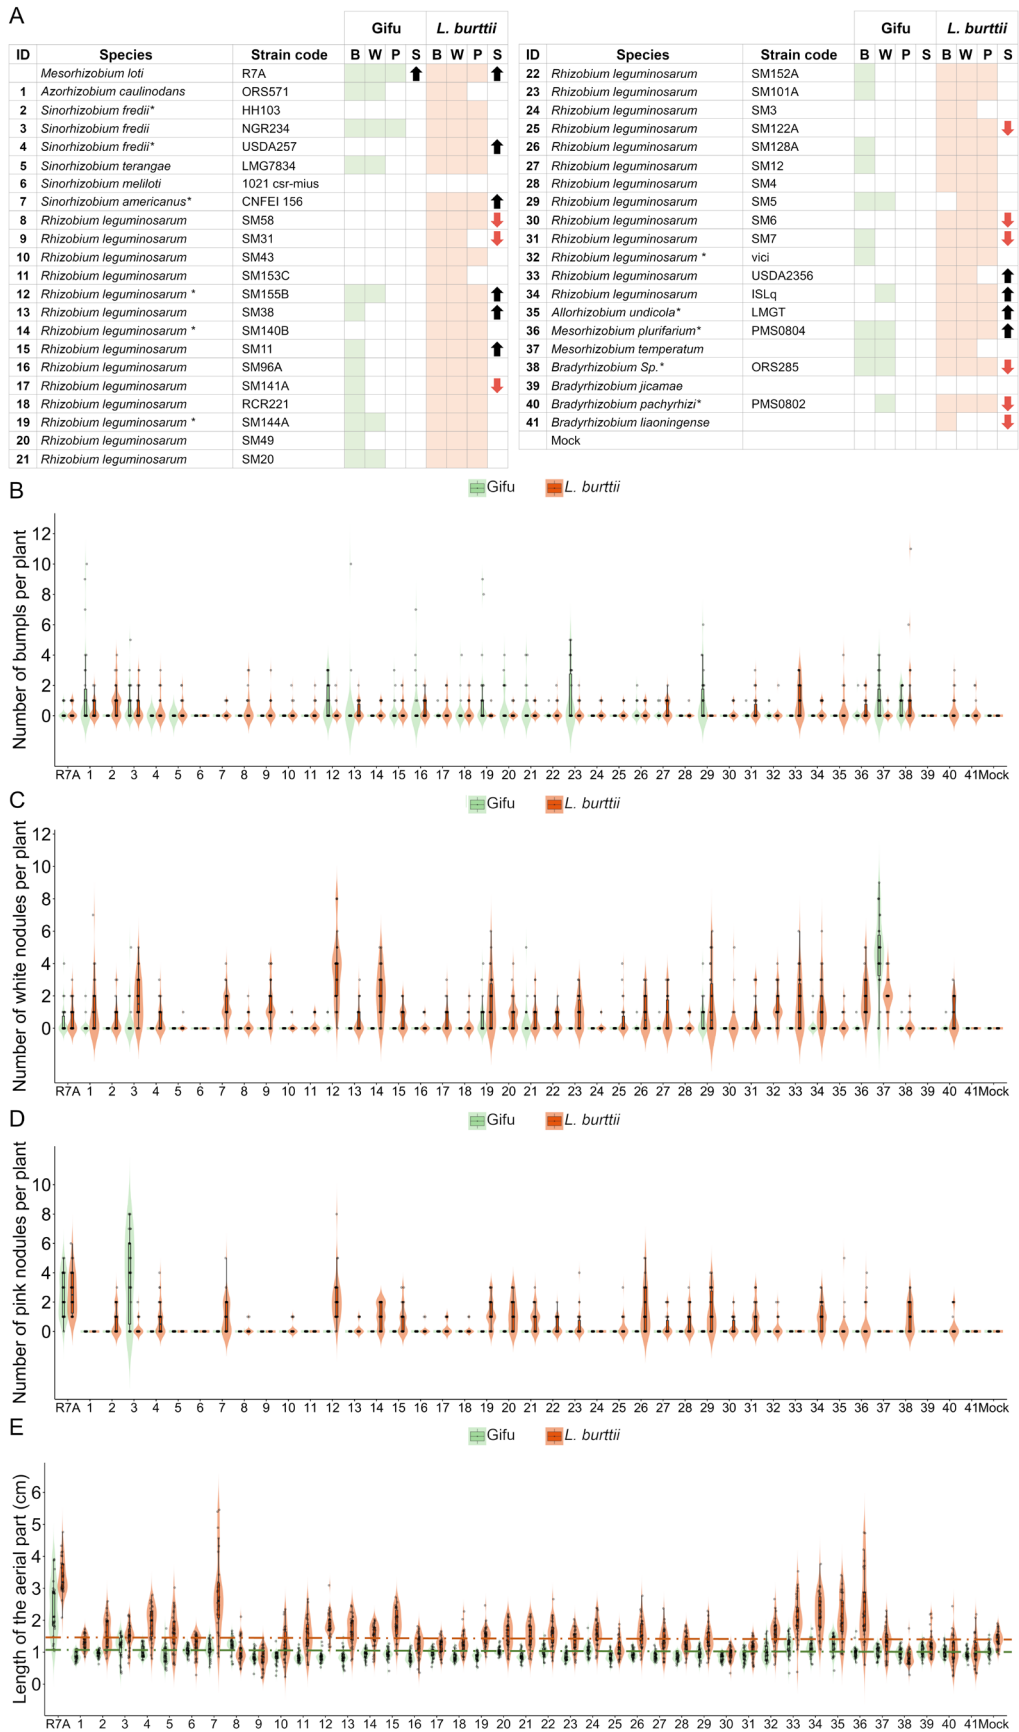 A
Gifu L. burttii
ID Species Strain code B W P S B W P S
Mesorhizobium loti R7A
1 Azorhizobium caulinodans ORS571
2 Sinorhizobium fredii* HH103
3 Sinorhizobium fredii NGR234
4 Sinorhizobium fredii* USDA257
5 Sinorhizobium terangae LMG7834
6 Sinorhizobium meliloti 1021 csr-mius
7 Sinorhizobium americanus* CNFEI 156
8 Rhizobium leguminosarum SM58
9 Rhizobium leguminosarum SM31
10 Rhizobium leguminosarum SM43
11 Rhizobium leguminosarum SM153C
12 Rhizobium leguminosarum * SM155B
13 Rhizobium leguminosarum SM38
14 Rhizobium leguminosarum * SM140B
15 Rhizobium leguminosarum SM11
16 Rhizobium leguminosarum SM96A
17 Rhizobium leguminosarum SM141A
18 Rhizobium leguminosarum RCR221
19 Rhizobium leguminosarum * SM144A
20 Rhizobium leguminosarum SM49
21 Rhizobium leguminosarum SM20
Gifu L. burttii
ID Species Strain code B W P S B W P S
22 Rhizobium leguminosarum SM152A
23 Rhizobium leguminosarum SM101A
24 Rhizobium leguminosarum SM3
25 Rhizobium leguminosarum SM122A
26 Rhizobium leguminosarum SM128A
27 Rhizobium leguminosarum SM12
28 Rhizobium leguminosarum SM4
29 Rhizobium leguminosarum SM5
30 Rhizobium leguminosarum SM6
31 Rhizobium leguminosarum SM7
32 Rhizobium leguminosarum * vici
33 Rhizobium leguminosarum USDA2356
34 Rhizobium leguminosarum ISLq
35 Allorhizobium undicola* LMGT
36 Mesorhizobium plurifarium* PMS0804
37 Mesorhizobium temperatum
38 Bradyrhizobium Sp.* ORS285
39 Bradyrhizobium jicamae
40 Bradyrhizobium pachyrhizi* PMS0802
41 Bradyrhizobium liaoningense
Mock
B
Gifu L. burttii
Number of bumpls per plant
12
10
8
6
4
2
0
R7A 1 2 3 4 5 6 7 8 9 10 11 12 13 14 15 16 17 18 19 20 21 22 23 24 25 26 27 28 29 30 31 32 33 34 35 36 37 38 39 40 41Mock
C
Gifu L. burttii
Number of white nodules per plant
12
10
8
6
4
2
0
R7A 1 2 3 4 5 6 7 8 9 10 11 12 13 14 15 16 17 18 19 20 21 22 23 24 25 26 27 28 29 30 31 32 33 34 35 36 37 38 39 40 41Mock
D
Gifu L. burttii
Number of pink nodules per plant
10
8
6
4
2
0
R7A 1 2 3 4 5 6 7 8 9 10 11 12 13 14 15 16 17 18 19 20 21 22 23 24 25 26 27 28 29 30 31 32 33 34 35 36 37 38 39 40 41Mock
E
Gifu L. burttii
Length of the aerial part (cm)
6
5
4
3
2
1
0
R7A 1 2 3 4 5 6 7 8 9 10 11 12 13 14 15 16 17 18 19 20 21 22 23 24 25 26 27 28 29 30 31 32 33 34 35 36 37 38 39 40 41Mock